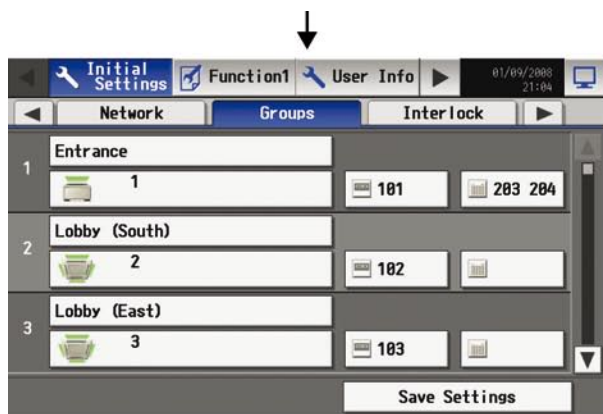 Initial Settings Function1 User Info 01/09/2008 21:04
Network Groups Interlock
Entrance
1 1 101 203 204
Lobby (South)
2 2 102
Lobby (East)
3 3 103
Save Settings